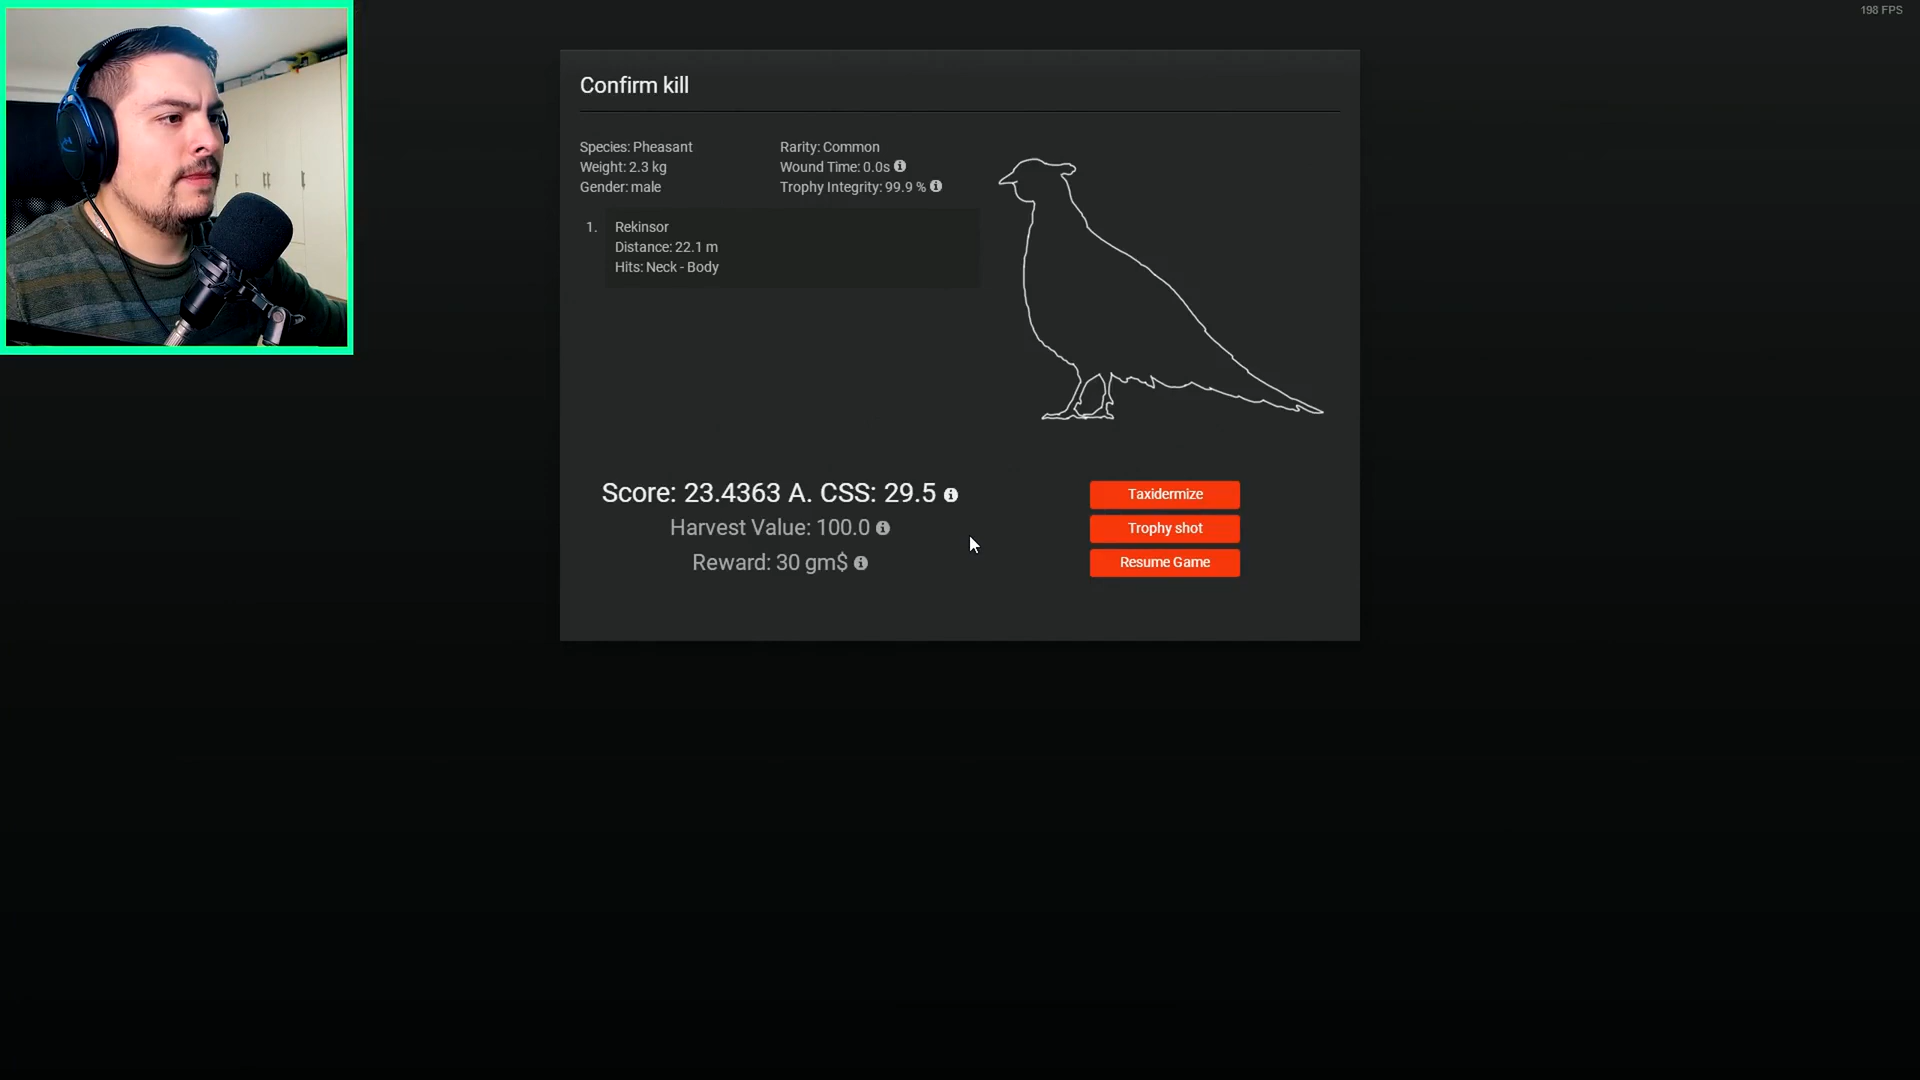 198 FPS
Confirm kill
Species: Pheasant
Weight: 2.3 kg
Gender: male
Rarity: Common
Wound Time: 0.0s
Trophy Integrity: 99.9 %
1. Rekinsor
Distance: 22.1 m
Hits: Neck - Body
Score: 23.4363 A. CSS: 29.5
Harvest Value: 100.0
Reward: 30 gm$
Taxidermize
Trophy shot
Resume Game